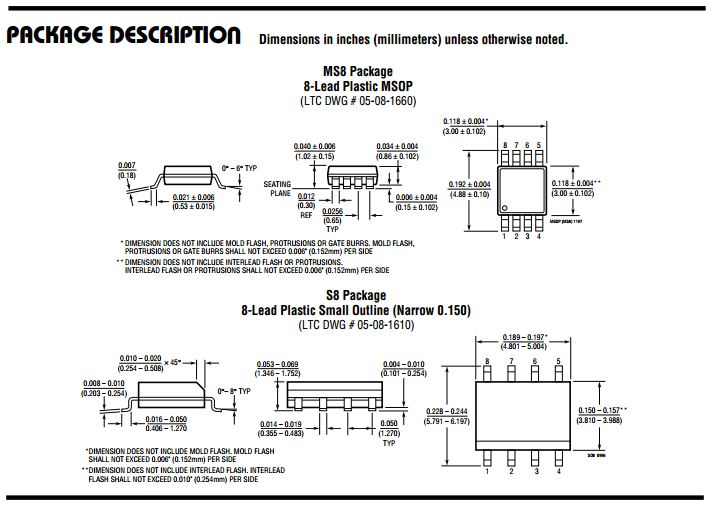 PACKAGE DESCRIPTION Dimensions in inches (millimeters) unless otherwise noted.
MS8 Package
8-Lead Plastic MSOP
(LTC DWG # 05-08-1660)
0.007
(0.18)
0° – 6° TYP
0.021 ± 0.006
(0.53 ± 0.015)
0.040 ± 0.006
(1.02 ± 0.15)
0.034 ± 0.004
(0.86 ± 0.102)
SEATING
PLANE
0.012
(0.30)
REF
0.0256
(0.65)
TYP
0.006 ± 0.004
(0.15 ± 0.102)
0.118 ± 0.004*
(3.00 ± 0.102)
8 7 6 5
0.192 ± 0.004
(4.88 ± 0.10)
0.118 ± 0.004**
(3.00 ± 0.102)
MSOP (MS8) 1197
1 2 3 4
* DIMENSION DOES NOT INCLUDE MOLD FLASH, PROTRUSIONS OR GATE BURRS. MOLD FLASH,
PROTRUSIONS OR GATE BURRS SHALL NOT EXCEED 0.006" (0.152mm) PER SIDE
** DIMENSION DOES NOT INCLUDE INTERLEAD FLASH OR PROTRUSIONS.
INTERLEAD FLASH OR PROTRUSIONS SHALL NOT EXCEED 0.006" (0.152mm) PER SIDE
S8 Package
8-Lead Plastic Small Outline (Narrow 0.150)
(LTC DWG # 05-08-1610)
0.010 – 0.020
(0.254 – 0.508)
× 45°
0.008 – 0.010
(0.203 – 0.254)
0°– 8° TYP
0.016 – 0.050
0.406 – 1.270
0.053 – 0.069
(1.346 – 1.752)
0.004 – 0.010
(0.101 – 0.254)
0.014 – 0.019
(0.355 – 0.483)
0.050
(1.270)
TYP
0.189 – 0.197*
(4.801 – 5.004)
8 7 6 5
0.228 – 0.244
(5.791 – 6.197)
0.150 – 0.157**
(3.810 – 3.988)
1 2 3 4
*DIMENSION DOES NOT INCLUDE MOLD FLASH. MOLD FLASH
SHALL NOT EXCEED 0.006" (0.152mm) PER SIDE
**DIMENSION DOES NOT INCLUDE INTERLEAD FLASH. INTERLEAD
FLASH SHALL NOT EXCEED 0.010" (0.254mm) PER SIDE